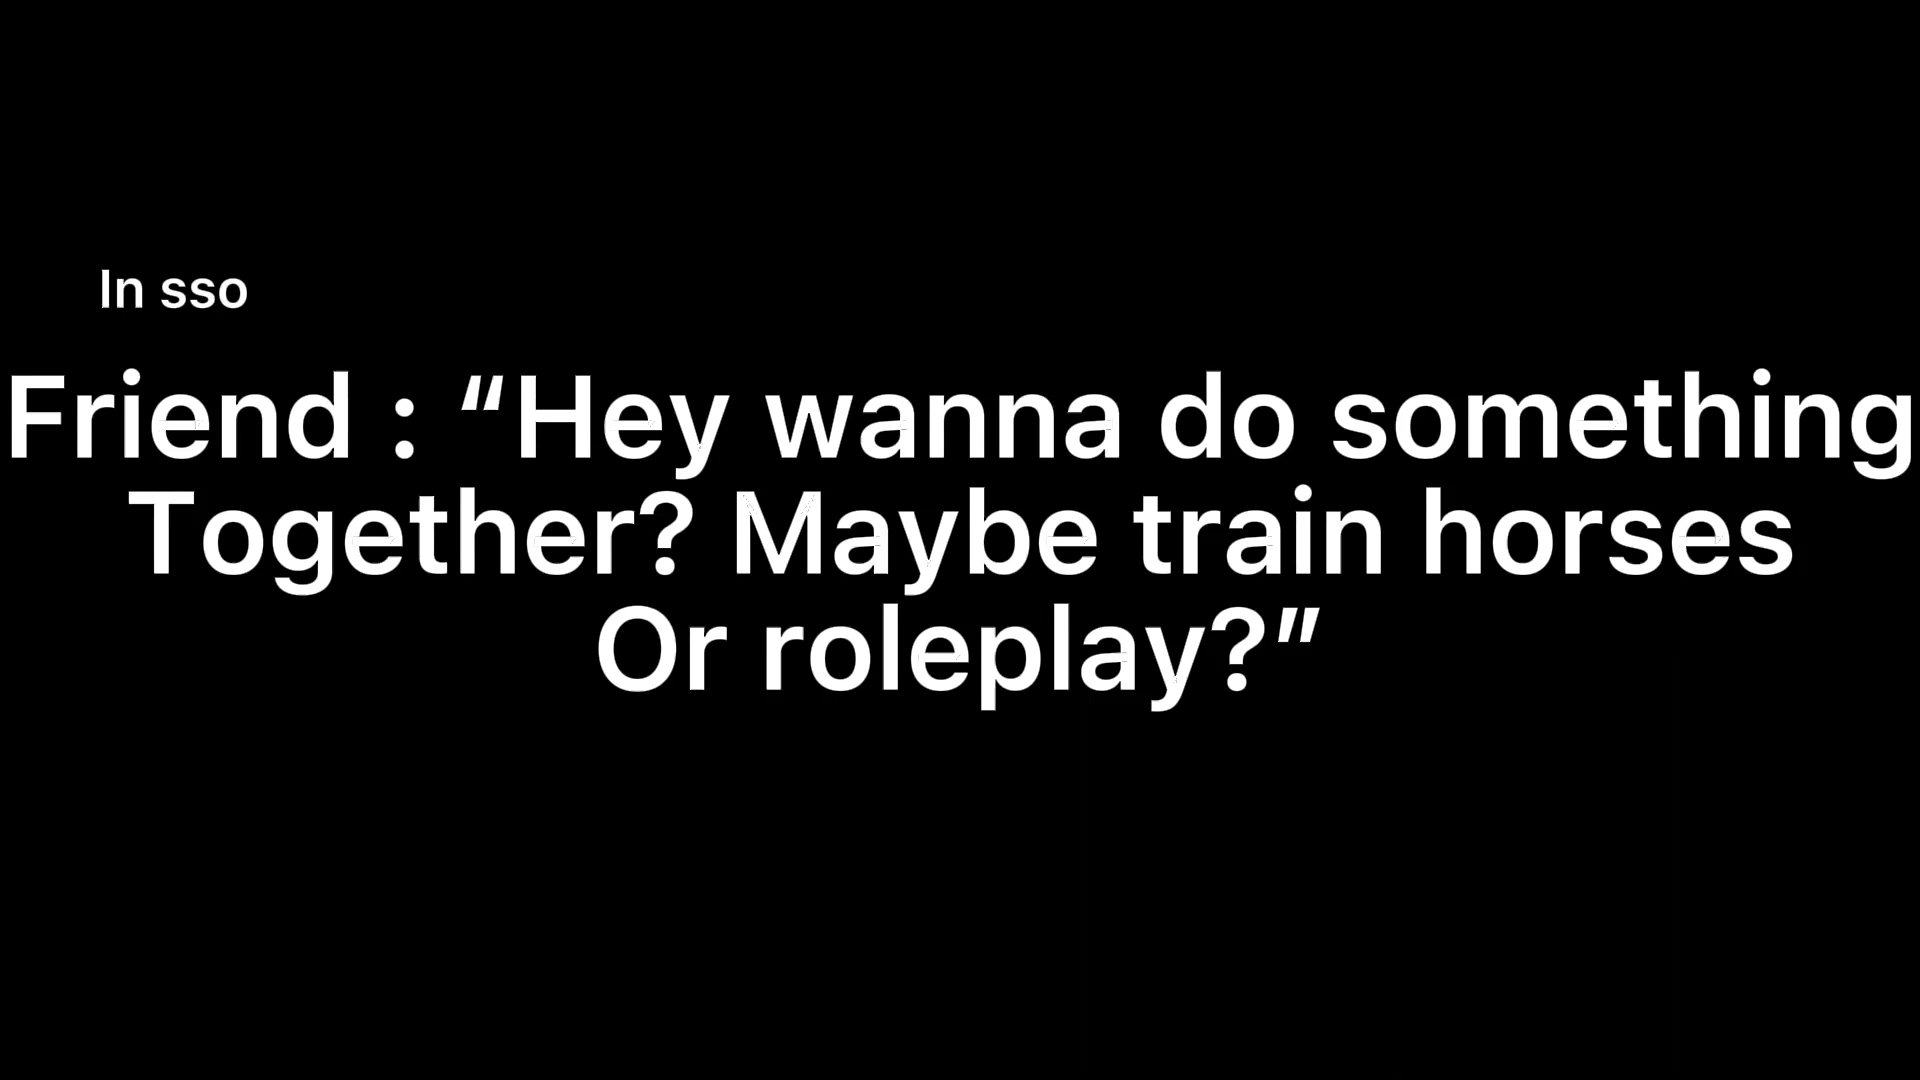 In sso
Friend : “Hey wanna do something
Together? Maybe train horses
Or roleplay?”